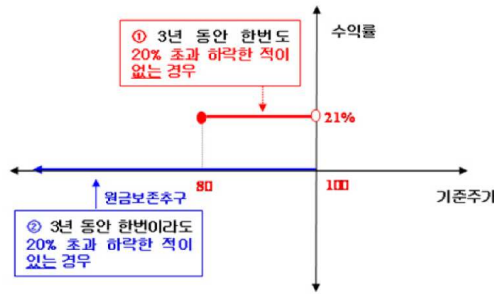 ① 3년 동안 한번도
20% 초과 하락한 적이
없는 경우
수익률
21%
80
100
원금보존추구
기준주가
② 3년 동안 한번이라도
20% 초과 하락한 적이
있는 경우